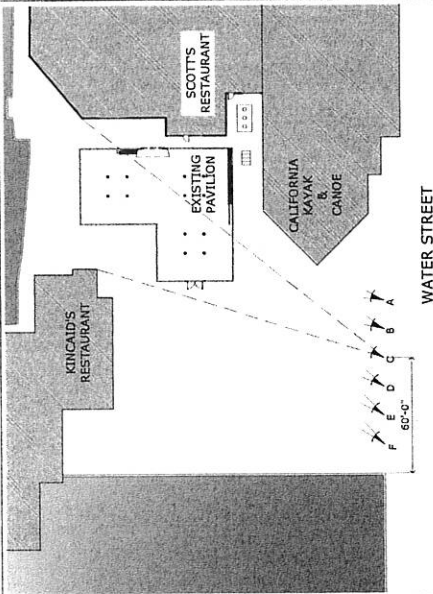 SCOTT'S
RESTAURANT
EXISTING
PAVILION
CALIFORNIA
KAYAK
&
CANOE
KINCAID'S
RESTAURANT
A
B
C
D
E
F
60'-0"
WATER STREET